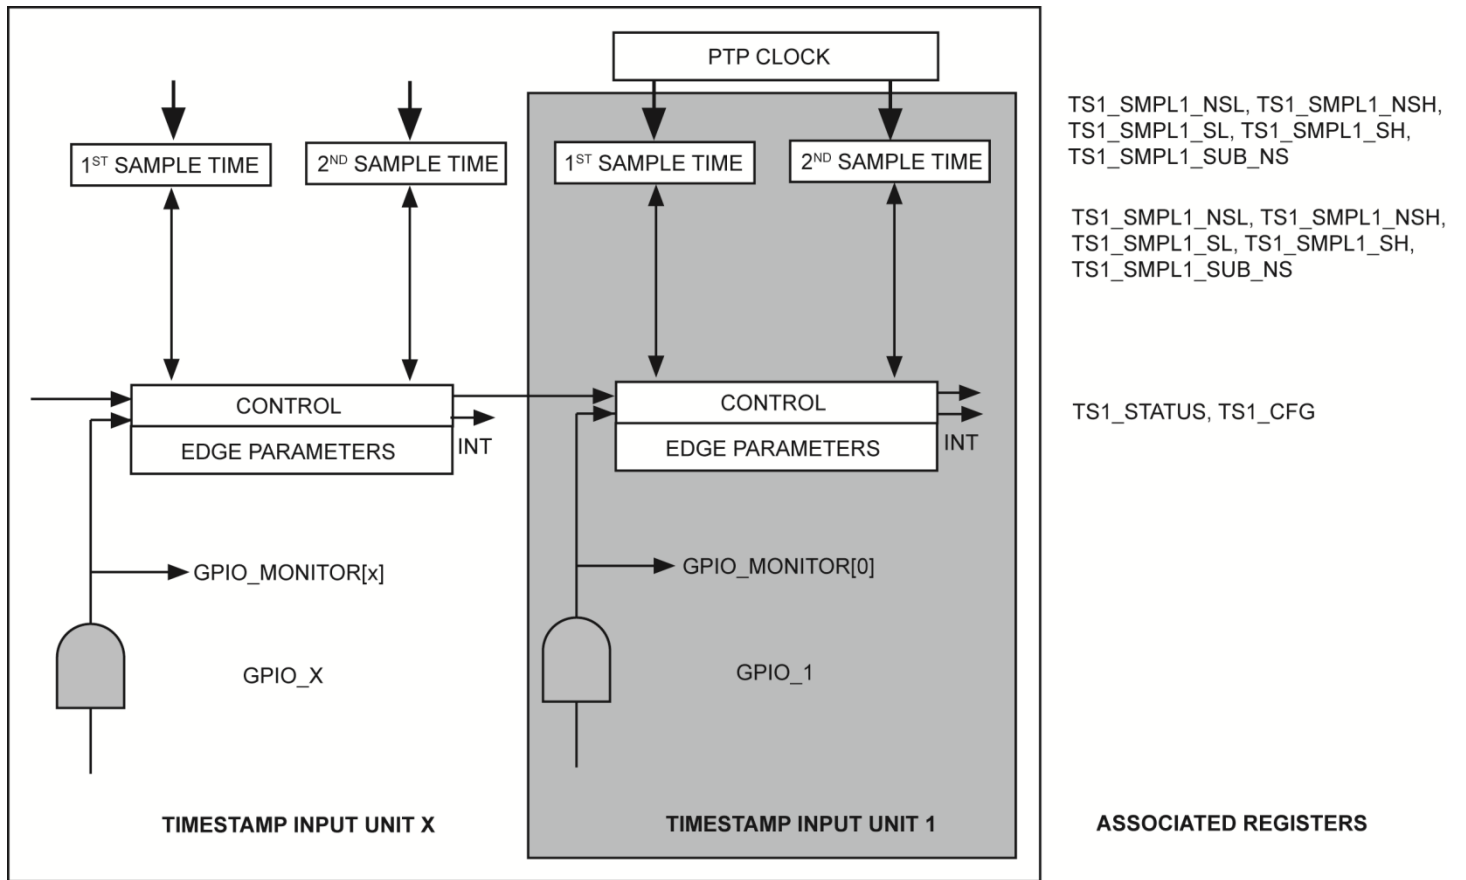 PTP CLOCK
1ST SAMPLE TIME
2ND SAMPLE TIME
1ST SAMPLE TIME
2ND SAMPLE TIME
TS1_SMPL1_NSL, TS1_SMPL1_NSH,
TS1_SMPL1_SL, TS1_SMPL1_SH,
TS1_SMPL1_SUB_NS
TS1_SMPL1_NSL, TS1_SMPL1_NSH,
TS1_SMPL1_SL, TS1_SMPL1_SH,
TS1_SMPL1_SUB_NS
CONTROL
EDGE PARAMETERS
INT
CONTROL
EDGE PARAMETERS
INT
TS1_STATUS, TS1_CFG
GPIO_MONITOR[x]
GPIO_MONITOR[0]
GPIO_X
GPIO_1
TIMESTAMP INPUT UNIT X
TIMESTAMP INPUT UNIT 1
ASSOCIATED REGISTERS